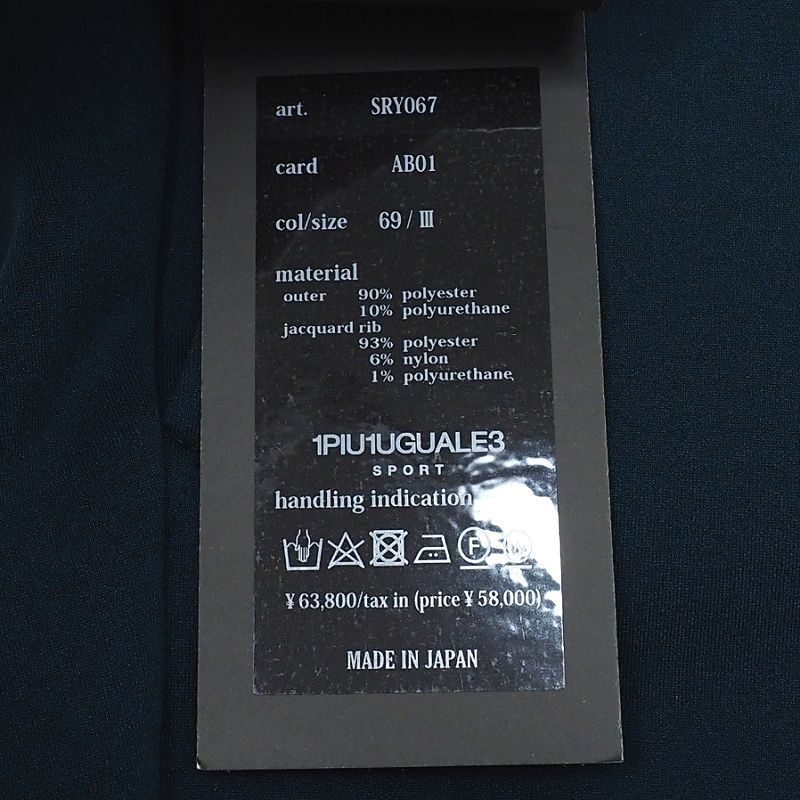 art. SRY067
card AB01
col/size 69 / Ⅲ
material
outer 90% polyester
10% polyurethane
jacquard rib
93% polyester
6% nylon
1% polyurethane
1PIU1UGUALE3
SPORT
handling indication
¥63,800/tax in (price ¥58,000)
MADE IN JAPAN